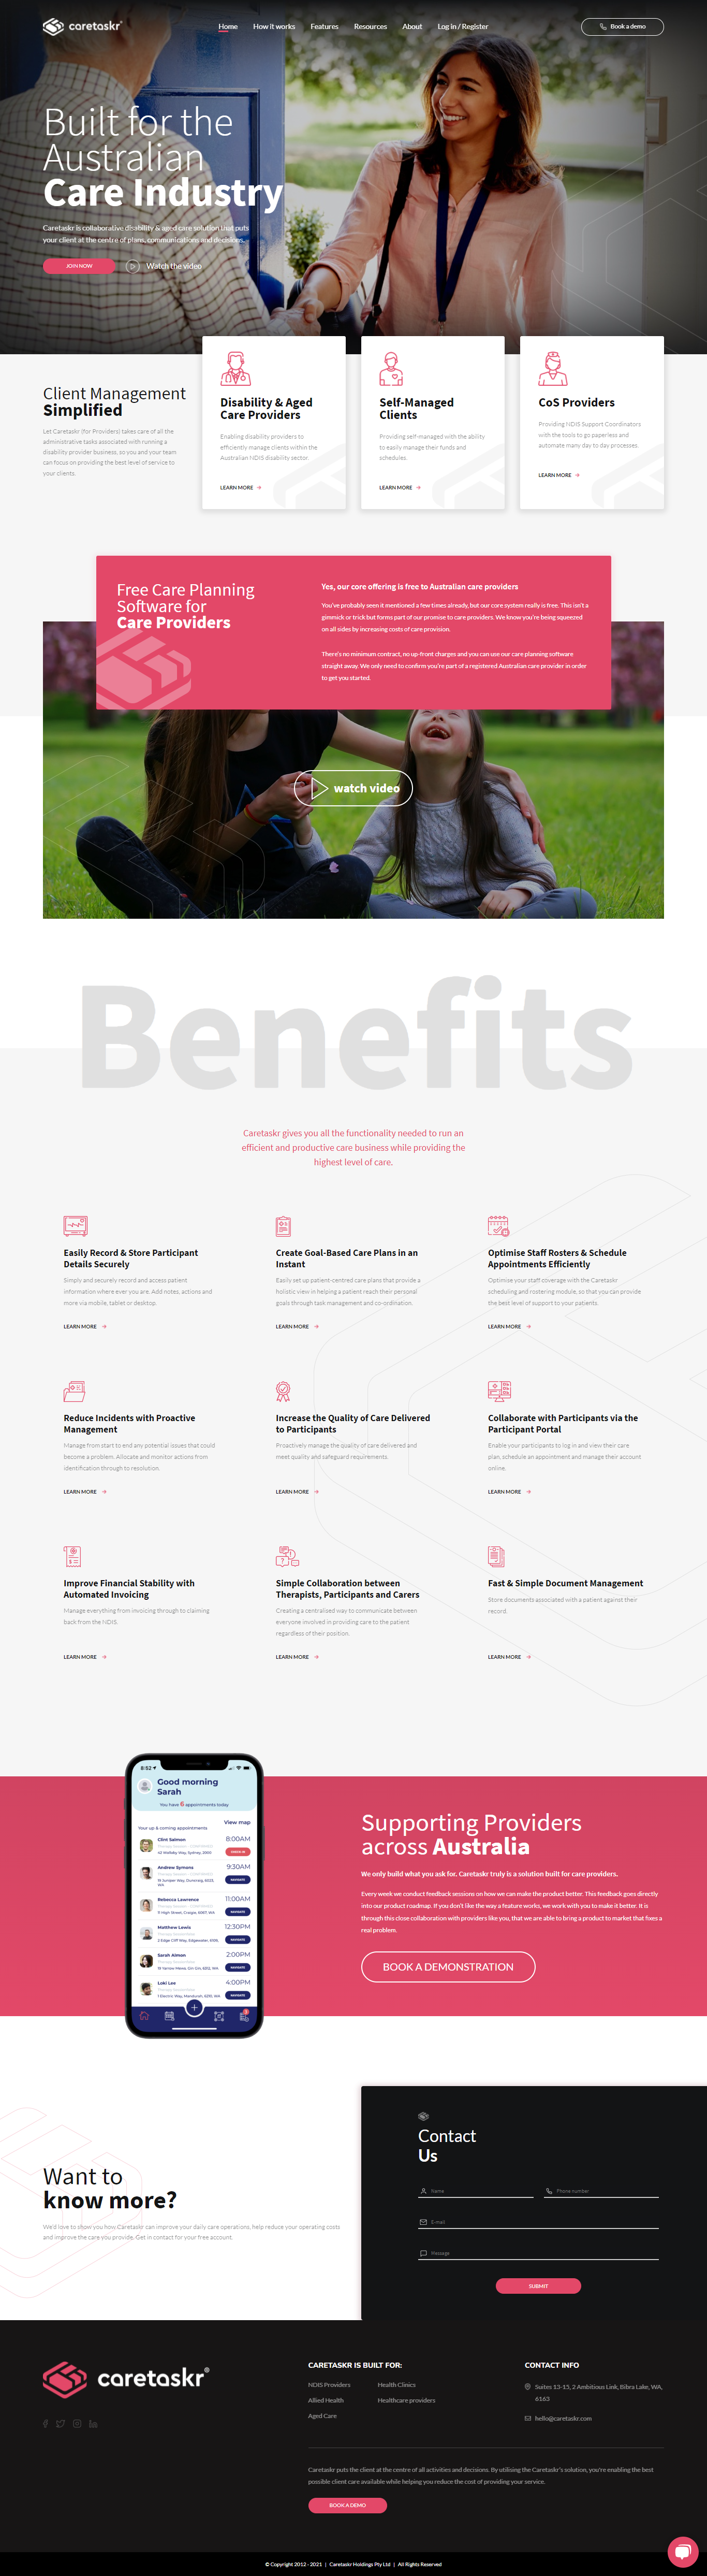 caretaskr
Home How it works Features Resources About Log in / Register
Book a demo
Built for the
Australian
Care Industry
Caretaskr is collaborative disability & aged care solution that puts
your client at the centre of plans, communications and decisions.
JOIN NOW
Watch the video
Client Management
Simplified
Let Caretaskr (for Providers) takes care of all the
administrative tasks associated with running a
disability provider business, so you and your team
can focus on providing the best level of service to
your clients.
Disability & Aged
Care Providers
Enabling disability providers to
efficiently manage clients within the
Australian NDIS disability sector.
LEARN MORE
Self-Managed
Clients
Providing self-managed with the ability
to easily manage their funds and
schedules.
LEARN MORE
CoS Providers
Providing NDIS Support Coordinators
with the tools to go paperless and
automate many day to day processes.
LEARN MORE
Free Care Planning
Software for
Care Providers
Yes, our core offering is free to Australian care providers
You've probably seen it mentioned a few times already, but our core system really is free. This isn't a
gimmick or trick but forms part of our promise to care providers. We know you're being squeezed
on all sides by increasing costs of care provision.
There's no minimum contract, no up-front charges and you can use our care planning software
straight away. We only need to confirm you're part of a registered Australian care provider in order
to get you started.
watch video
Benefits
Caretaskr gives you all the functionality needed to run an
efficient and productive care business while providing the
highest level of care.
Easily Record & Store Participant
Details Securely
Simply and securely record and access patient
information where ever you are. Add notes, actions and
more via mobile, tablet or desktop.
LEARN MORE
Create Goal-Based Care Plans in an
Instant
Easily set up patient-centred care plans that provide a
holistic view in helping a patient reach their personal
goals through task management and co-ordination.
LEARN MORE
Optimise Staff Rosters & Schedule
Appointments Efficiently
Optimise your staff coverage with the Caretaskr
scheduling and rostering module, so that you can provide
the best level of support to your patients.
LEARN MORE
Reduce Incidents with Proactive
Management
Manage from start to end any potential issues that could
become a problem. Allocate and monitor actions from
identification through to resolution.
LEARN MORE
Increase the Quality of Care Delivered
to Participants
Proactively manage the quality of care delivered and
meet quality and safeguard requirements.
LEARN MORE
Collaborate with Participants via the
Participant Portal
Enable your participants to log in and view their care
plan, schedule an appointment and manage their account
online.
LEARN MORE
Improve Financial Stability with
Automated Invoicing
Manage everything from invoicing through to claiming
back from the NDIS.
LEARN MORE
Simple Collaboration between
Therapists, Participants and Carers
Creating a centralised way to communicate between
everyone involved in providing care to the patient
regardless of their position.
LEARN MORE
Fast & Simple Document Management
Store documents associated with a patient against their
record.
LEARN MORE
8:52
Good morning
Sarah
You have 6 appointments today
View map
Your up & coming appointments
Clint Salmon 8:00AM
CHECK IN
Andrew Symons 9:30AM
NAVIGATE
Rebecca Lawrence 11:00AM
NAVIGATE
Matthew Lewis 12:30PM
NAVIGATE
Sarah Almon 2:00PM
NAVIGATE
Loki Lee 4:00PM
NAVIGATE
Supporting Providers
across Australia
We only build what you ask for. Caretaskr truly is a solution built for care providers.
Every week we conduct feedback sessions on how we can make the product better. This feedback goes directly
into our product roadmap. If you don't like the way a feature works, we work with you to make it better. It is
through this close collaboration with providers like you, that we are able to bring a product to market that fixes a
real problem.
BOOK A DEMONSTRATION
Want to
know more?
We'd love to show you how Caretaskr can improve your daily care operations, help reduce your operating costs
and improve the care you provide. Get in contact for your free account.
Contact
Us
Name
Phone number
E-mail
Message
SUBMIT
caretaskr
CARETASKR IS BUILT FOR:
NDIS Providers
Health Clinics
Allied Health
Healthcare providers
Aged Care
CONTACT INFO
Suites 13-15, 2 Ambitious Link, Bibra Lake, WA,
6163
hello@caretaskr.com
Caretaskr puts the client at the center of all activities and decisions. By utilising the Caretaskr's solution, you're enabling the best
possible client care available while helping you reduce the cost of providing your service.
BOOK A DEMO
© Copyright 2012 - 2021 | Caretaskr Holdings Pty Ltd | All Rights Reserved